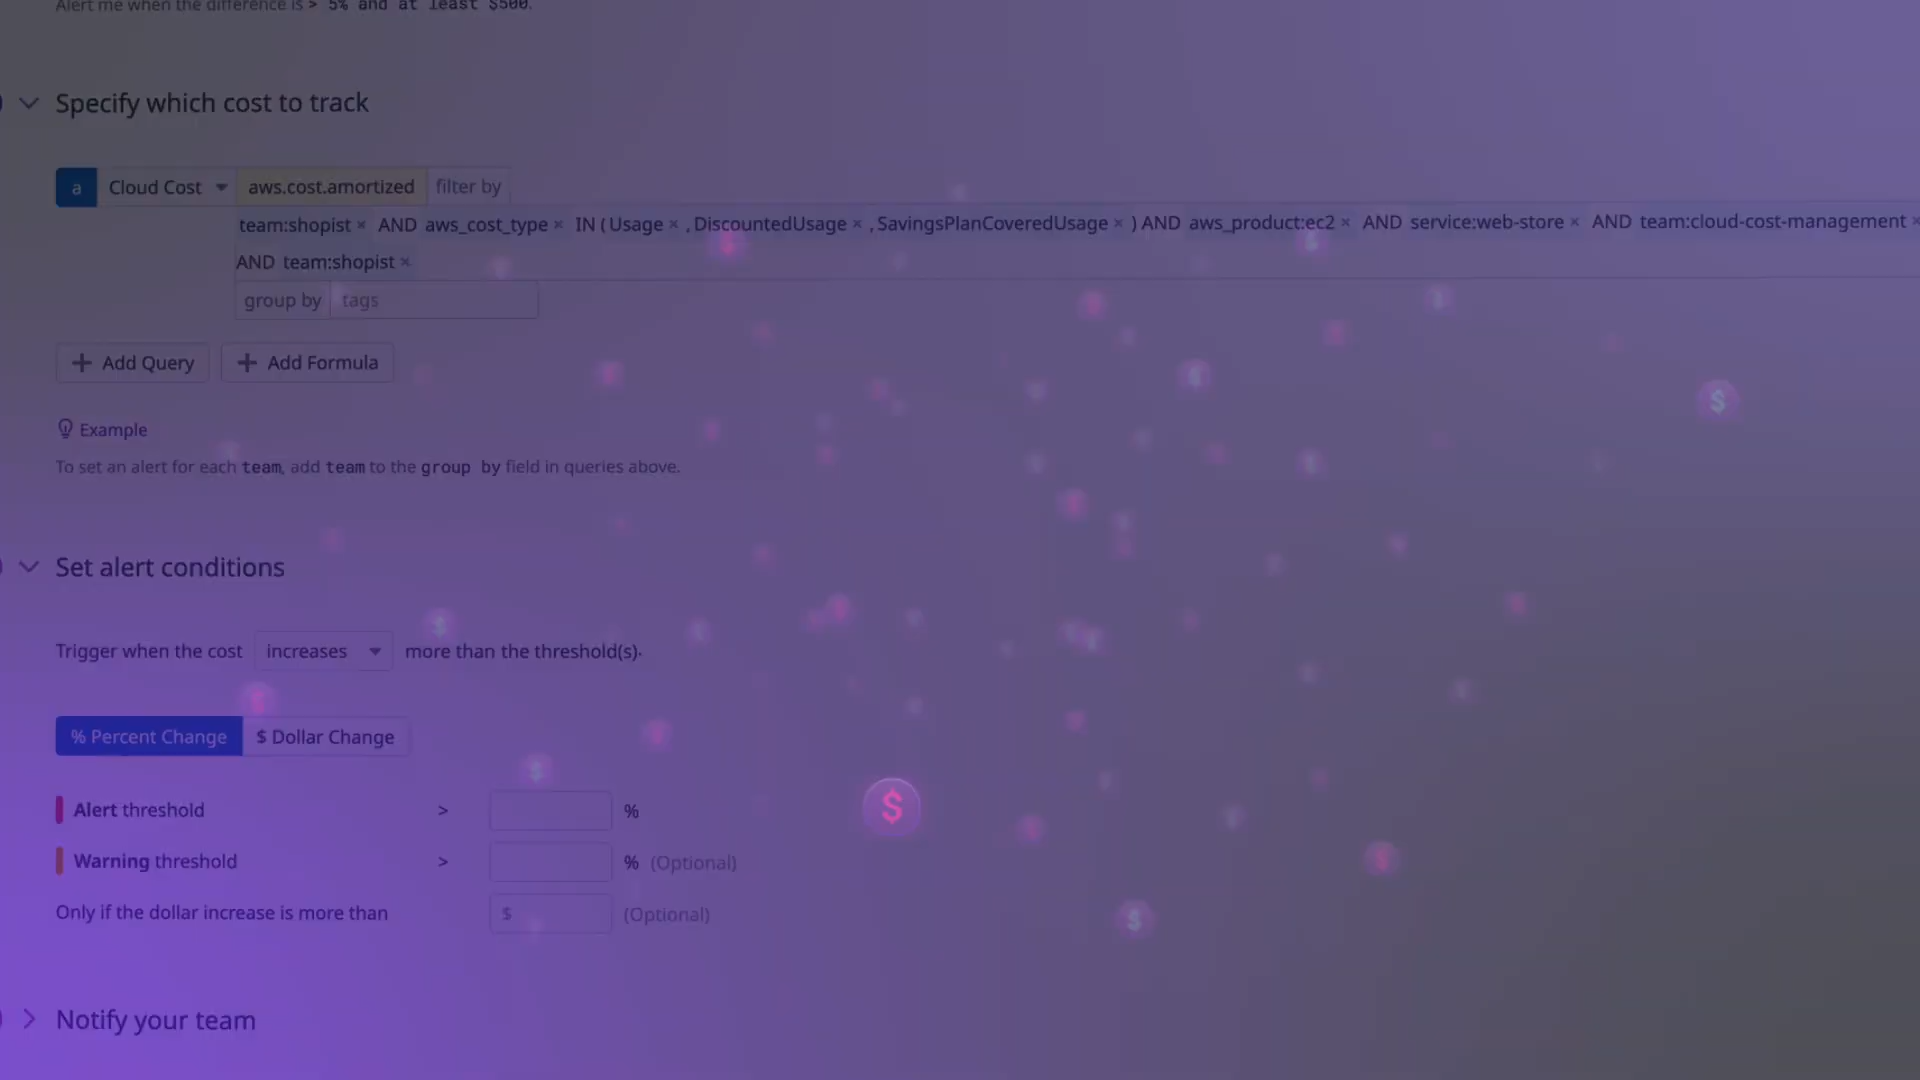 Alert me when the difference is > 5% and at least $500.
Specify which cost to track
a Cloud Cost aws.cost.amortized filter by
team:shopist × AND aws_cost_type × IN ( Usage × , DiscountedUsage × , SavingsPlanCoveredUsage × ) AND aws_product:ec2 × AND service:web-store × AND team:cloud-cost-management ×
AND team:shopist ×
group by tags
+ Add Query + Add Formula
Example
To set an alert for each team, add team to the group by field in queries above.
Set alert conditions
Trigger when the cost increases more than the threshold(s).
% Percent Change $ Dollar Change
Alert threshold > %
Warning threshold > % (Optional)
Only if the dollar increase is more than $ (Optional)
Notify your team